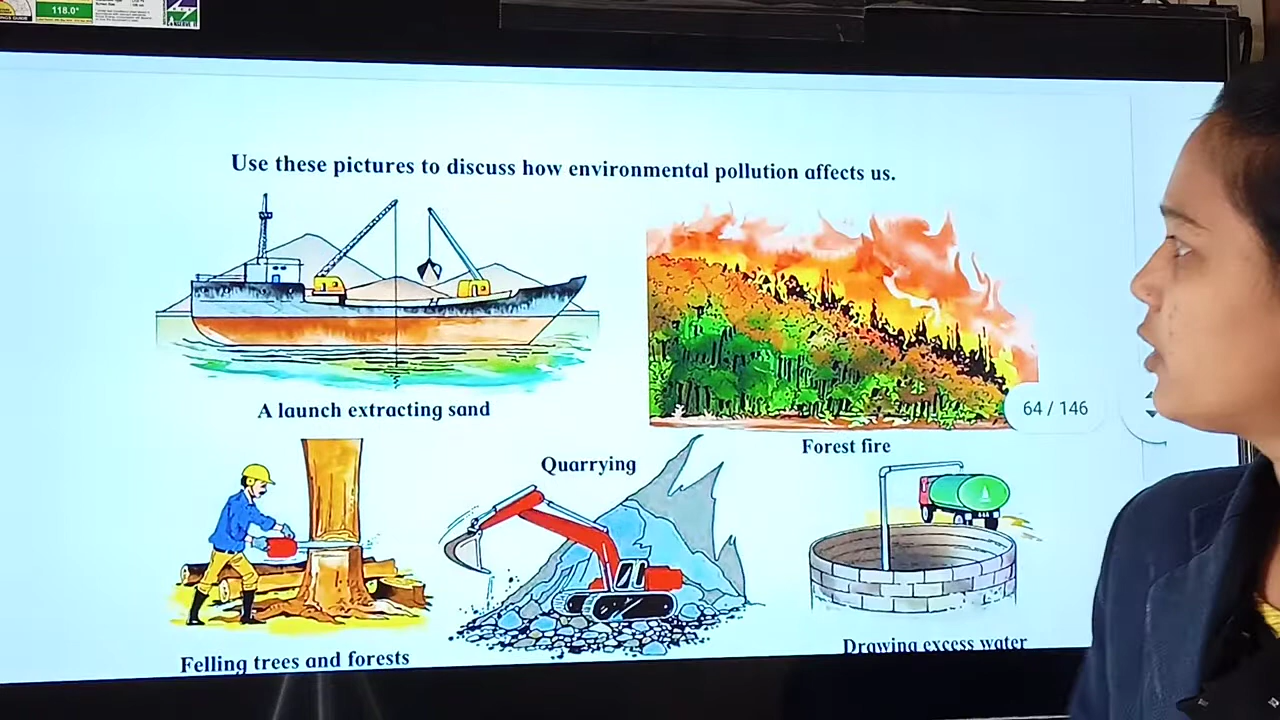 118.0*
Use these pictures to discuss how environmental pollution affects us.
A launch extracting sand
64 / 146
Forest fire
Quarrying
Felling trees and forests
Drawing excess water